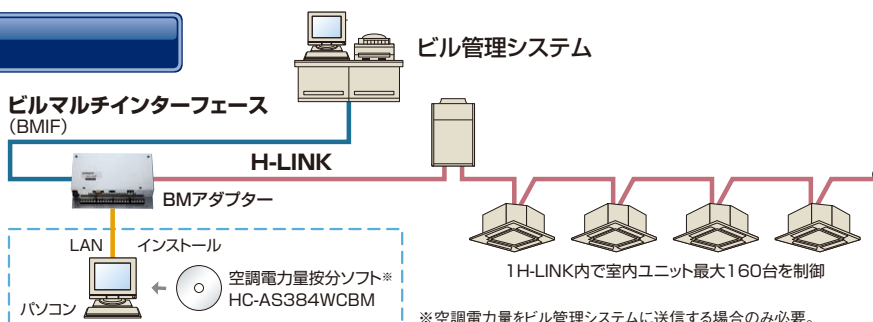 ビル管理システム
ビルマルチインターフェース
（BMIF）
H-LINK
BMアダプター
LAN インストール
空調電力量按分ソフト※
HC-AS384WCBM
パソコン
1H-LINK内で室内ユニット最大160台を制御
※空調電力量をビル管理システムに送信する場合のみ必要。